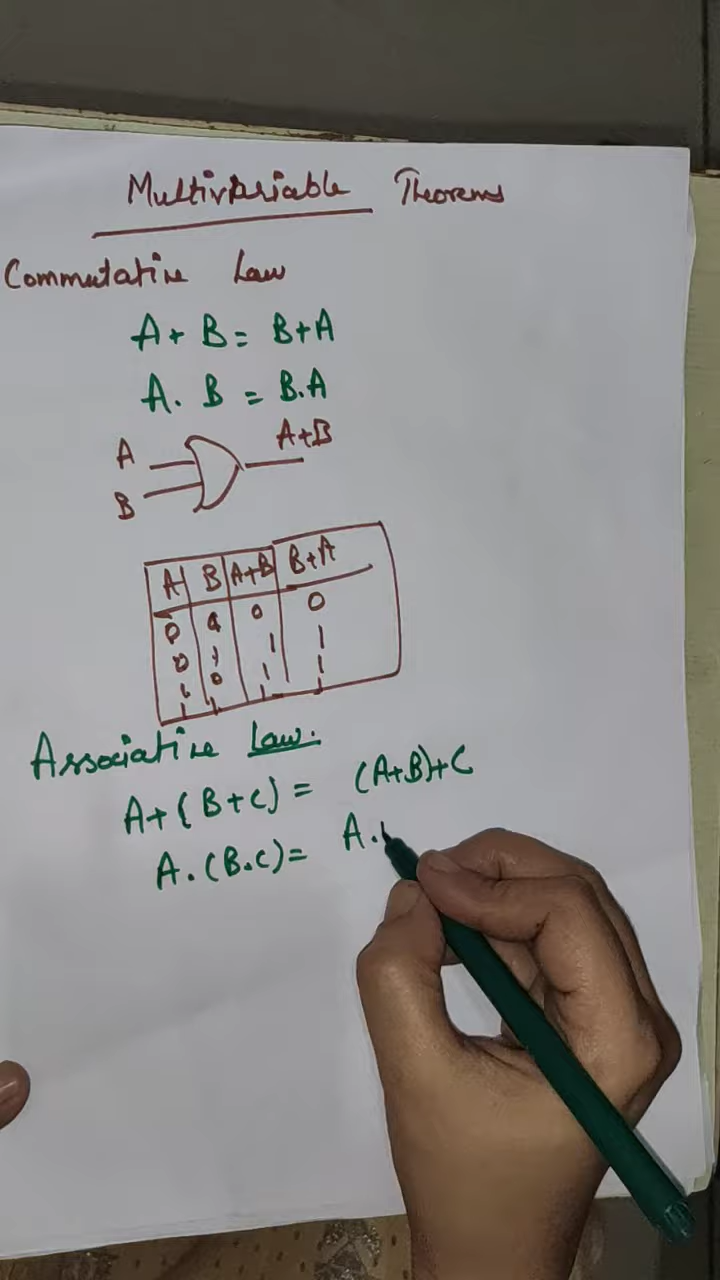 Multivariable Theorems
Commutative Law
A + B = B + A
A . B = B . A
A
A+B
B
A B A+B B+A
0 0 0 0
0 1 1 1
1 0 1 1
1 1 1 1
Associative Law.
A+(B+C) = (A+B)+C
A.(B.C) = A.